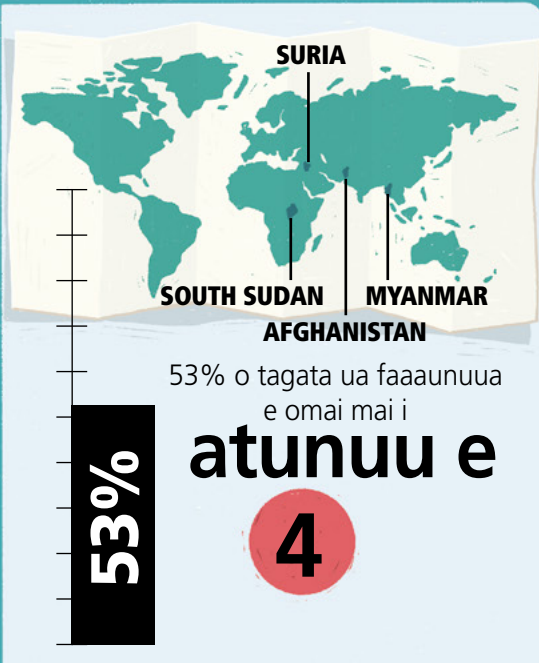 SURIA
SOUTH SUDAN
MYANMAR
AFGHANISTAN
53% o tagata ua faaaunuua
e omai mai i
atunuu e
4
53%